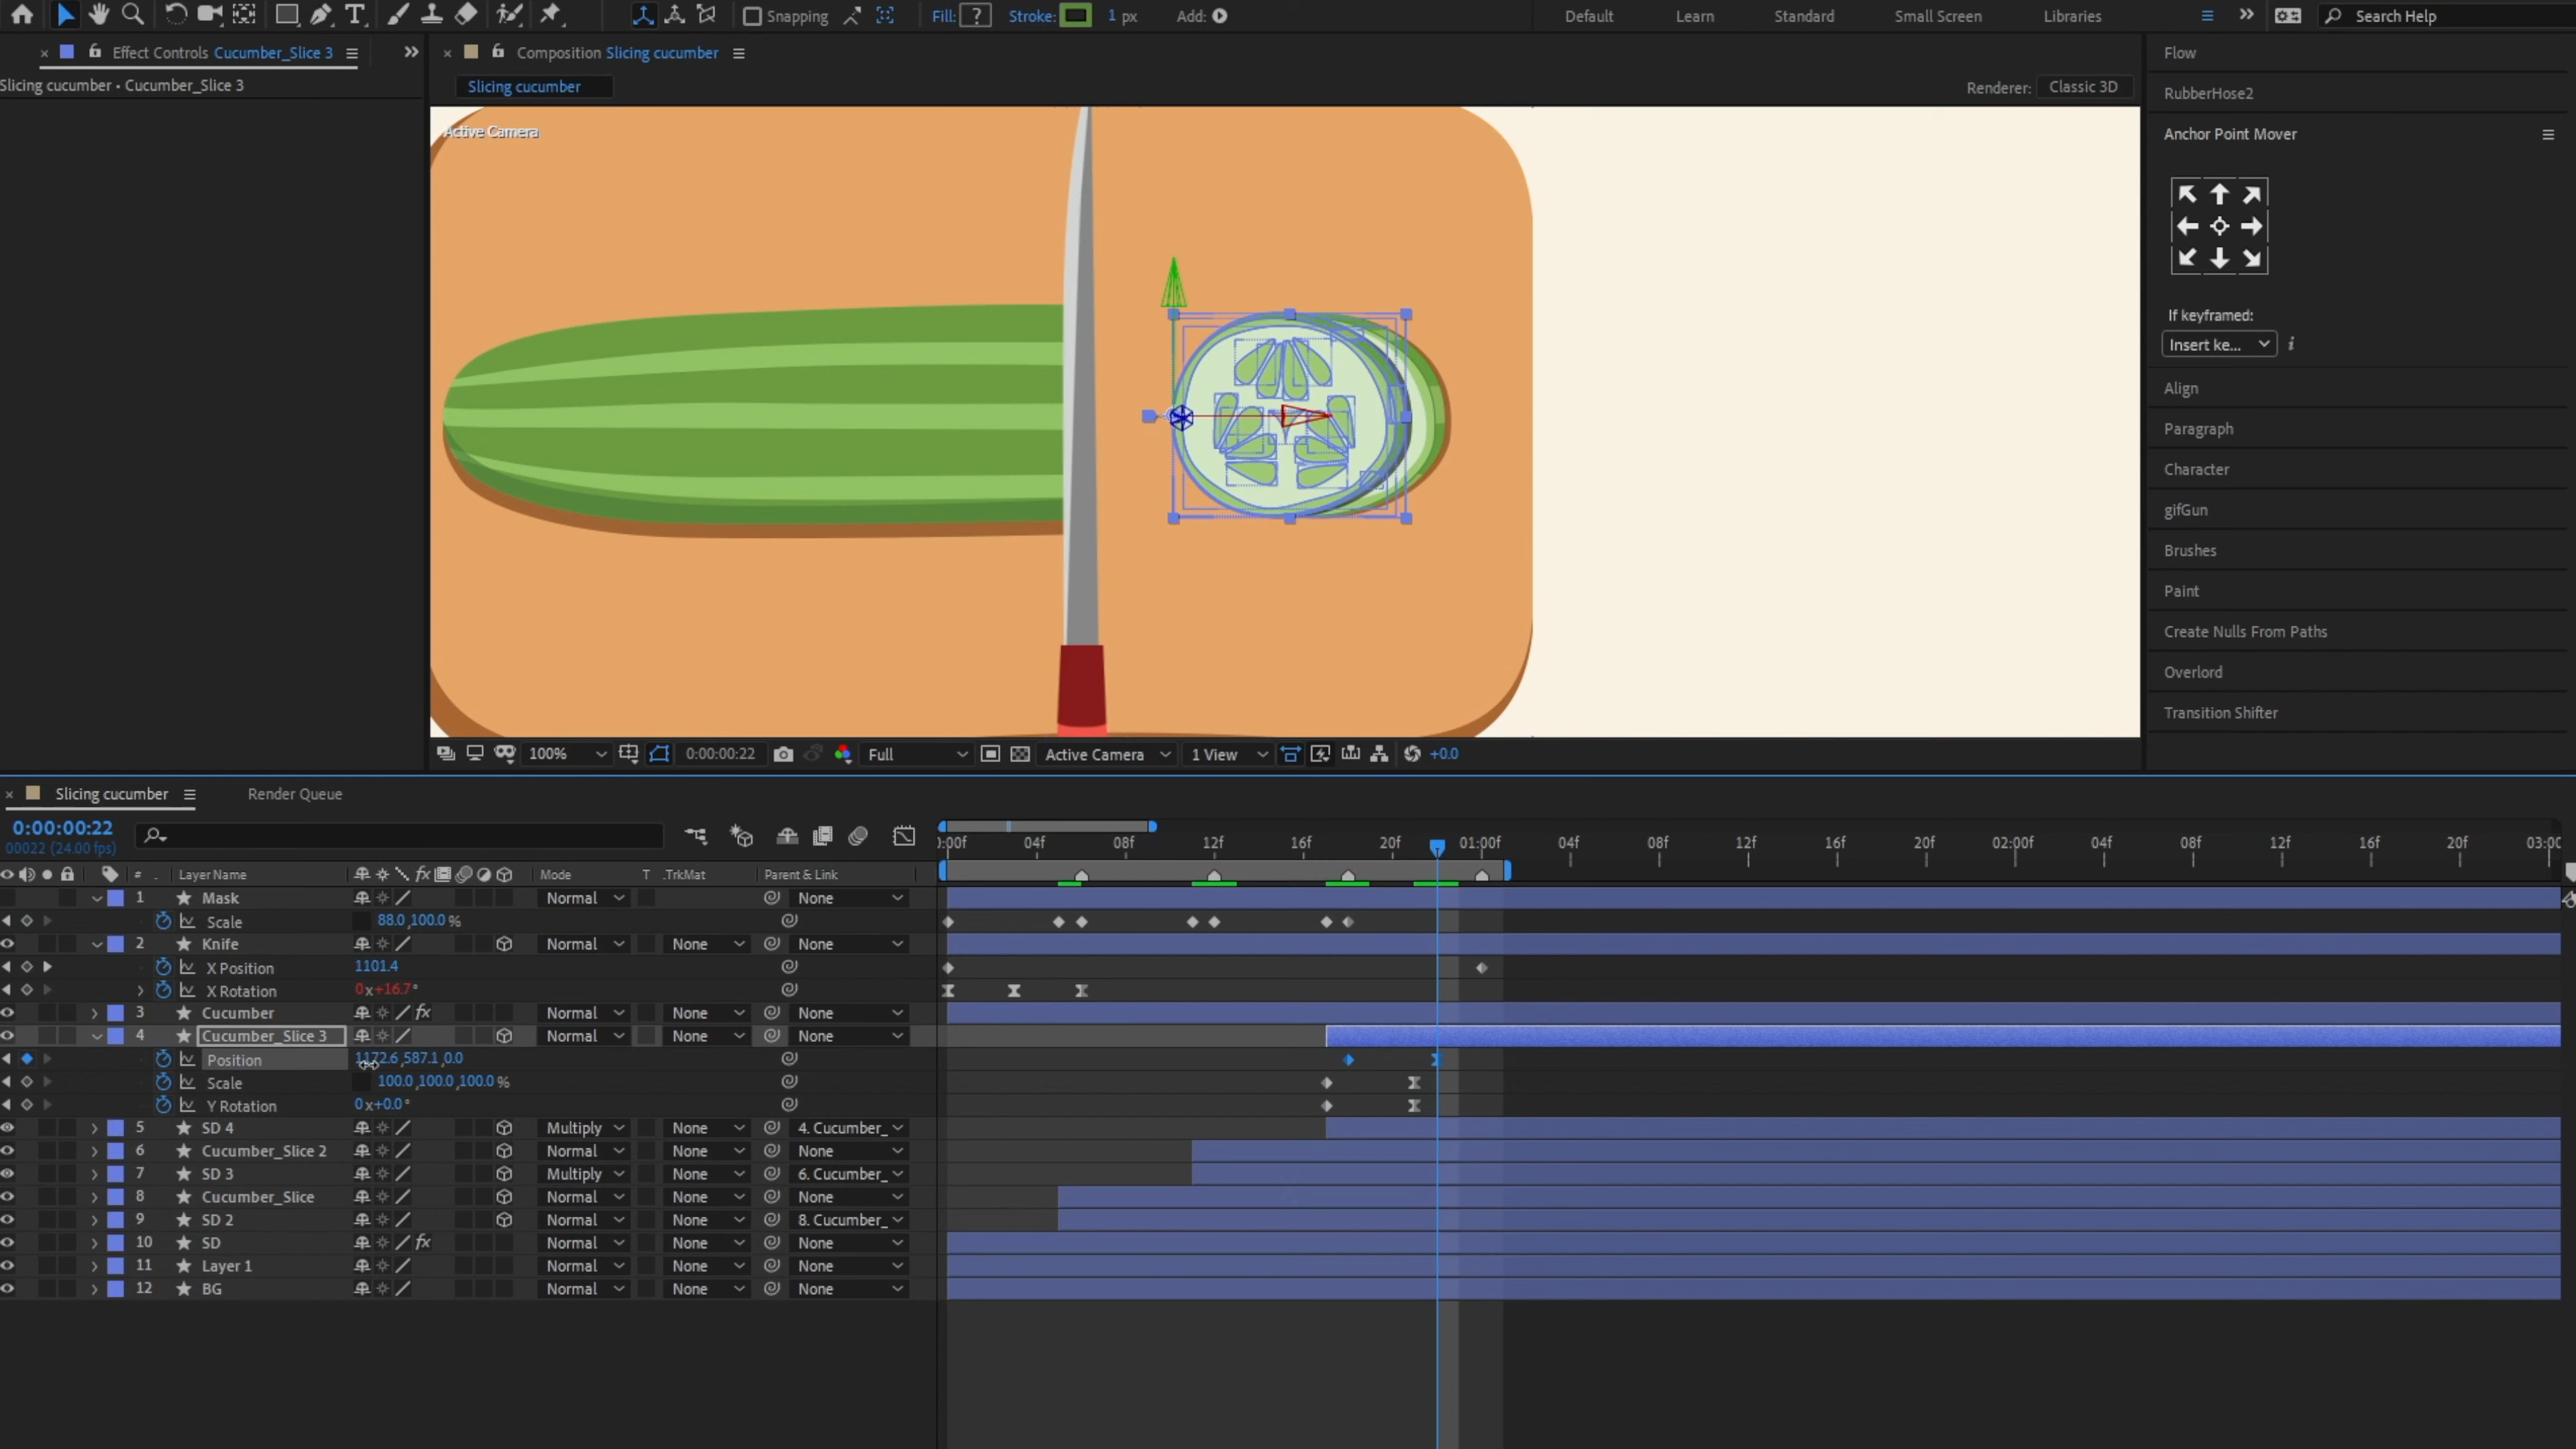 Snapping Fill: ? Stroke: 1 px Add: Default Learn Standard Small Screen Libraries Search Help
Effect Controls Cucumber_Slice 3
Composition Slicing cucumber
Flow
Slicing cucumber • Cucumber_Slice 3
Slicing cucumber
Renderer: Classic 3D
RubberHose2
Active Camera
Anchor Point Mover
If keyframed:
Insert ke...
Align
Paragraph
Character
gifGun
Brushes
Paint
Create Nulls From Paths
Overlord
Transition Shifter
100% 0:00:00:22 Full Active Camera 1 View +0.0
Slicing cucumber Render Queue
0:00:00:22
00022 (24.00 fps)
):00f 04f 08f 12f 16f 20f 01:00f 04f 08f 12f 16f 20f 02:00f 04f 08f 12f 16f 20f 03:00
# Layer Name Mode T .TrkMat Parent & Link
1 Mask Normal None
Scale 88.0,100.0 %
2 Knife Normal None None
X Position 1101.4
X Rotation 0x+16.7°
3 Cucumber Normal None None
4 Cucumber_Slice 3 Normal None None
Position 1172.6,587.1,0.0
Scale 100.0,100.0,100.0 %
Y Rotation 0x+0.0°
5 SD 4 Multiply None 4. Cucumber_
6 Cucumber_Slice 2 Normal None None
7 SD 3 Multiply None 6. Cucumber_
8 Cucumber_Slice Normal None None
9 SD 2 Normal None 8. Cucumber_
10 SD Normal None None
11 Layer 1 Normal None None
12 BG Normal None None